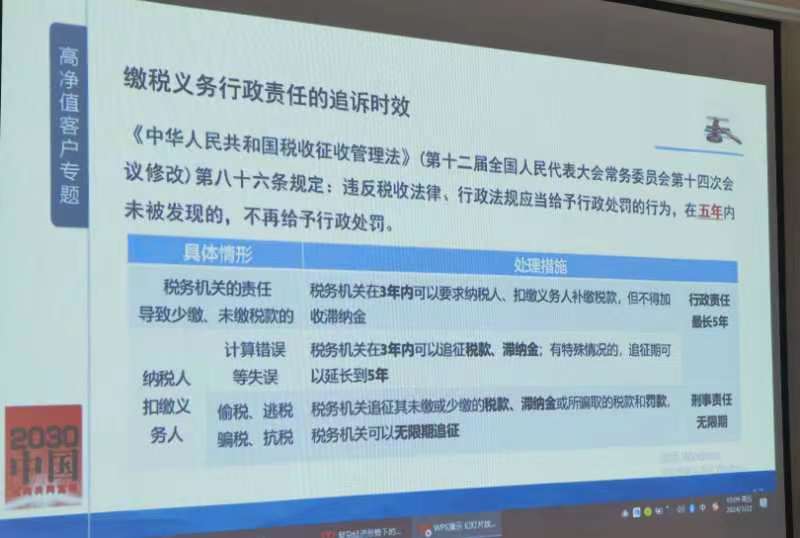 高净值客户专题
缴税义务行政责任的追诉时效
《中华人民共和国税收征收管理法》(第十二届全国人民代表大会常务委员会第十四次会
议修改)第八十六条规定：违反税收法律、行政法规应当给予行政处罚的行为，在五年内
未被发现的，不再给予行政处罚。
具体情形
处理措施
税务机关的责任
导致少缴、未缴税款的
税务机关在3年内可以要求纳税人、扣缴义务人补缴税款，但不得加
收滞纳金
行政责任
最长5年
纳税人
扣缴义
务人
计算错误
等失误
税务机关在3年内可以追征税款、滞纳金；有特殊情况的，追征期可
以延长到5年
偷税、逃税
骗税、抗税
税务机关追征其未缴或少缴的税款、滞纳金或所骗取的税款和罚款，
税务机关可以无限期追征
刑事责任
无限期
2030
中国
WPS演示 幻灯片放...
中